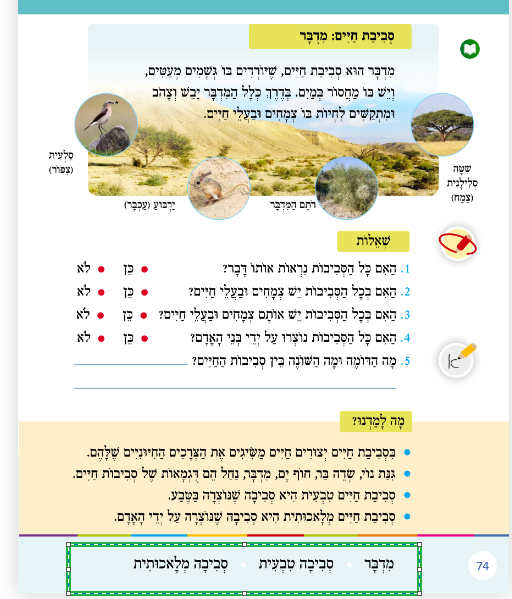 סְבִיבַת חַיִּים: מִדְבָּר
מִדְבָּר הוּא סְבִיבַת חַיִּים, שֶׁיּוֹרְדִים בּוֹ גְּשָׁמִים מְעַטִּים,
וְיֵשׁ בּוֹ מַחְסוֹר בְּמַיִם. בְּדֶרֶךְ כְּלָל הַמִּדְבָּר יָבֵשׁ וְצָהֹב
וּמִתְקַשִּׁים לִחְיוֹת בּוֹ צְמָחִים וּבַעֲלֵי חַיִּים.
סַלְעִית
(צִפּוֹר)
שִׁטָּה
סְלִילָנִית
(צֶמַח)
רֹתֶם הַמִּדְבָּר
יַרְבּוּעַ (עַכְבָּר)
שְׁאֵלוֹת
1. הַאִם כָּל הַסְּבִיבוֹת נִרְאוֹת אוֹתוֹ דָּבָר? • כֵּן • לֹא
2. הַאִם בְּכָל הַסְּבִיבוֹת יֵשׁ צְמָחִים וּבַעֲלֵי חַיִּים? • כֵּן • לֹא
3. הַאִם בְּכָל הַסְּבִיבוֹת יֵשׁ אוֹתָם צְמָחִים וּבַעֲלֵי חַיִּים? • כֵּן • לֹא
4. הַאִם כָּל הַסְּבִיבוֹת נוֹצְרוּ עַל יְדֵי בְּנֵי הָאָדָם? • כֵּן • לֹא
5. מָה הַדּוֹמֶה וּמָה הַשּׁוֹנֶה בֵּין סְבִיבוֹת הַחַיִּים?
מָה לָמַדְנוּ?
• בִּסְבִיבַת חַיִּים יְצוּרִים חַיִּים מַשִּׂיגִים אֶת הַצְּרָכִים הַחִיּוּנִיִּים שֶׁלָּהֶם.
• גִּנַּת נוֹי, שְׂדֵה בַּר, חוֹף יָם, מִדְבָּר, נַחַל הֵם דֻּגְמָאוֹת שֶׁל סְבִיבוֹת חַיִּים.
• סְבִיבַת חַיִּים טִבְעִית הִיא סְבִיבָה שֶׁנּוֹצְרָה בַּטֶּבַע.
• סְבִיבַת חַיִּים מְלָאכוּתִית הִיא סְבִיבָה שֶׁנּוֹצְרָה עַל יְדֵי הָאָדָם.
מִדְבָּר • סְבִיבָה טִבְעִית • סְבִיבָה מְלָאכוּתִית
74